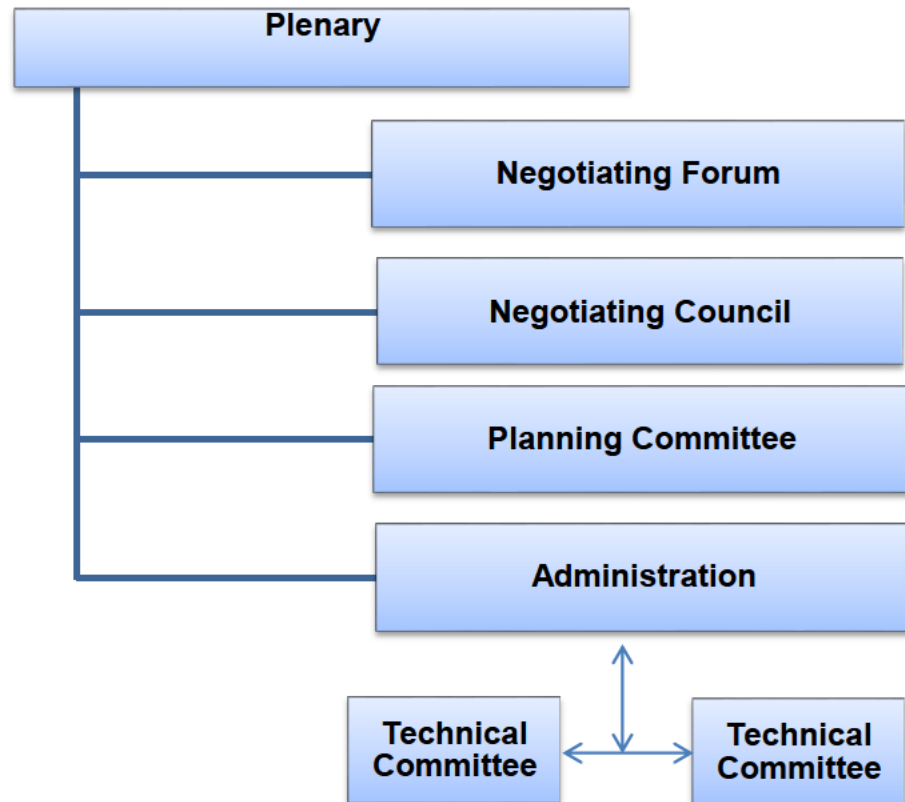 Plenary
Negotiating Forum
Negotiating Council
Planning Committee
Administration
Technical
Committee
Technical
Committee